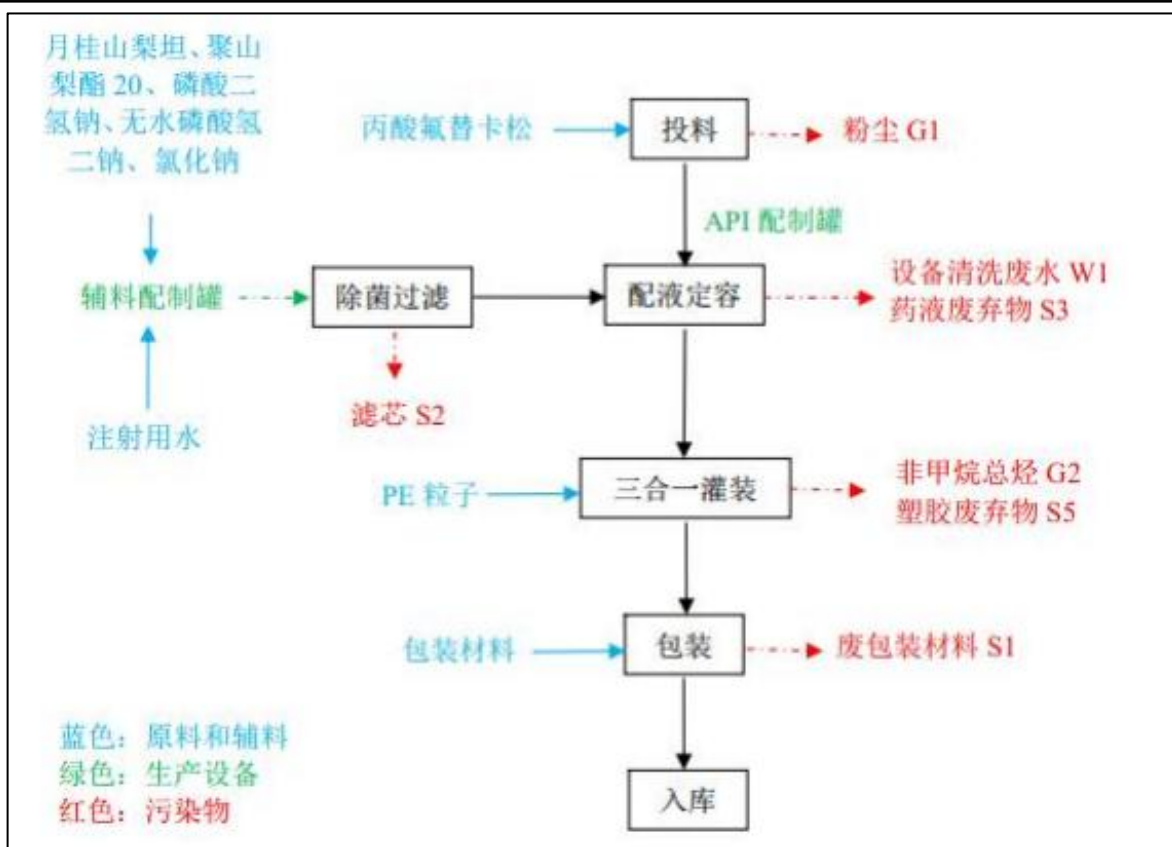 月桂山梨坦、聚山
梨酯 20、磷酸二
氢钠、无水磷酸氢
二钠、氯化钠
丙酸氟替卡松
投料
粉尘 G1
API 配制罐
辅料配制罐
除菌过滤
配液定容
设备清洗废水 W1
药液废弃物 S3
滤芯 S2
注射用水
PE 粒子
三合一灌装
非甲烷总烃 G2
塑胶废弃物 S5
包装材料
包装
废包装材料 S1
蓝色：原料和辅料
绿色：生产设备
红色：污染物
入库